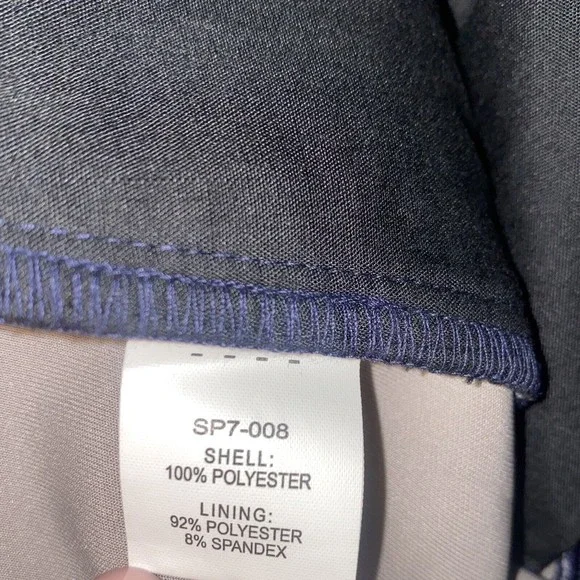 SP7-008
SHELL:
100% POLYESTER
LINING:
92% POLYESTER
8% SPANDEX